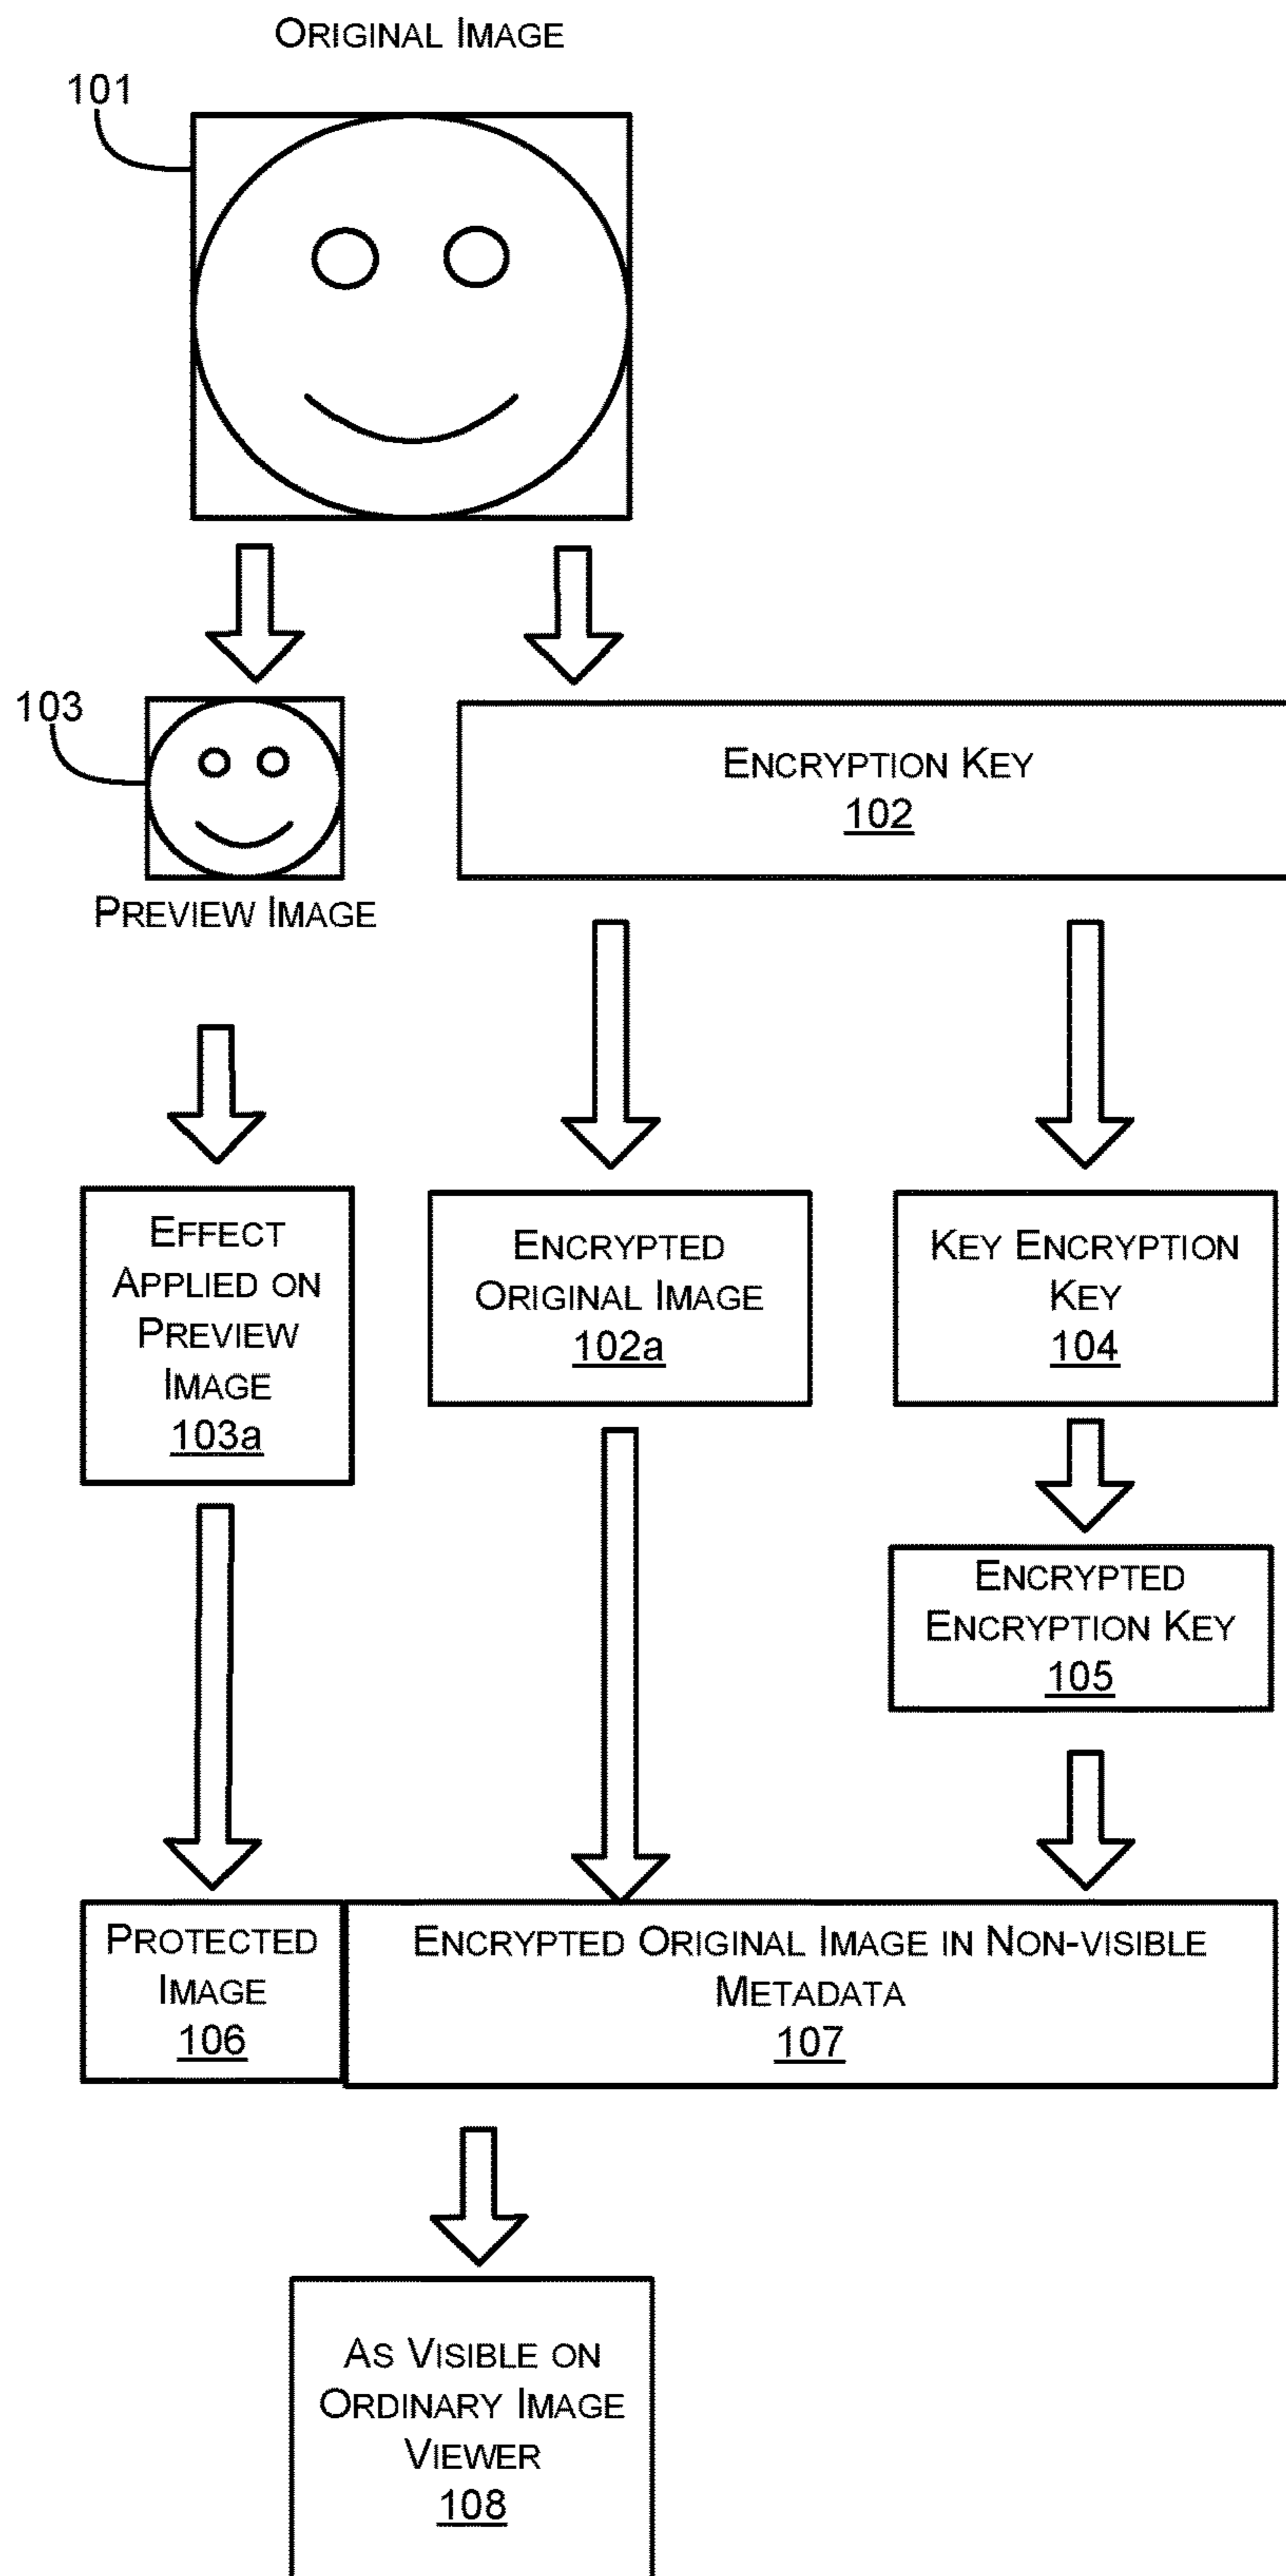 ORIGINAL IMAGE
101
103
PREVIEW IMAGE
ENCRYPTION KEY
102
EFFECT
APPLIED ON
PREVIEW
IMAGE
103a
ENCRYPTED
ORIGINAL IMAGE
102a
KEY ENCRYPTION
KEY
104
ENCRYPTED
ENCRYPTION KEY
105
PROTECTED
IMAGE
106
ENCRYPTED ORIGINAL IMAGE IN NON-VISIBLE
METADATA
107
AS VISIBLE ON
ORDINARY IMAGE
VIEWER
108